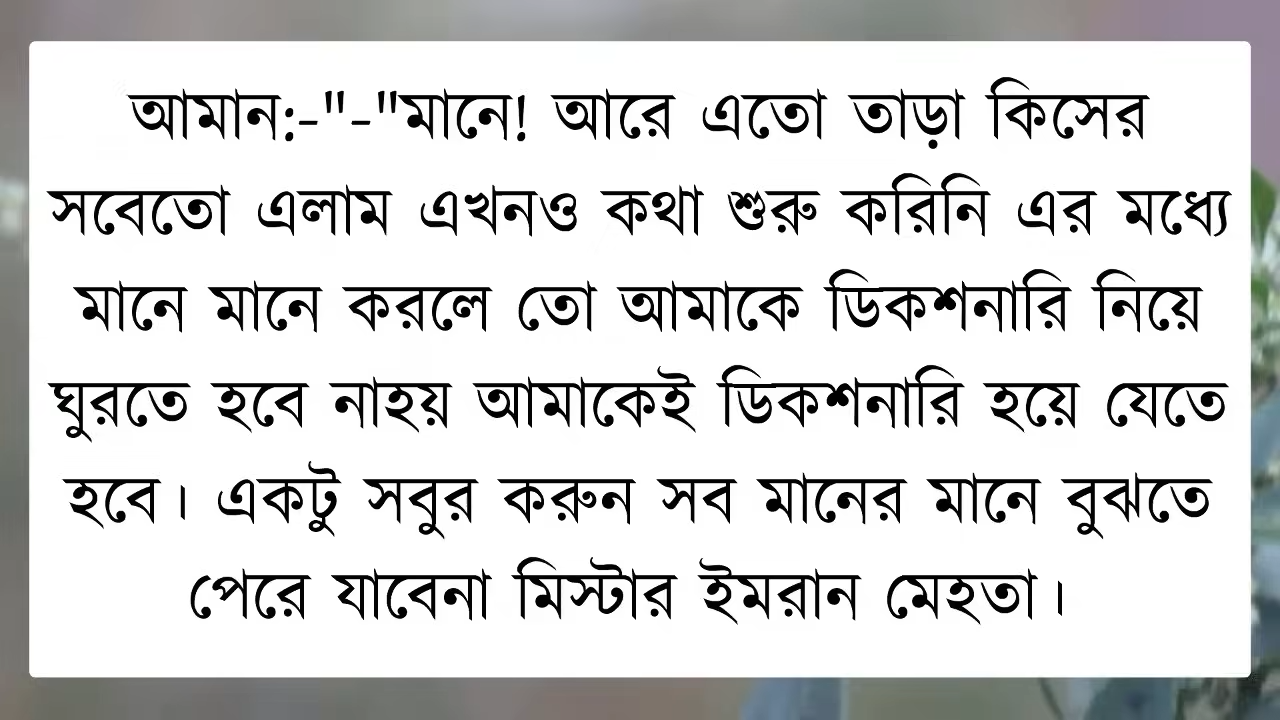 আমান:-"-"মানে! আরে এতো তাড়া কিসের
সবেতো এলাম এখনও কথা শুরু করিনি এর মধ্যে
মানে মানে করলে তো আমাকে ডিকশনারি নিয়ে
ঘুরতে হবে নাহয় আমাকেই ডিকশনারি হয়ে যেতে
হবে। একটু সবুর করুন সব মানের মানে বুঝতে
পেরে যাবেনা মিস্টার ইমরান মেহতা।